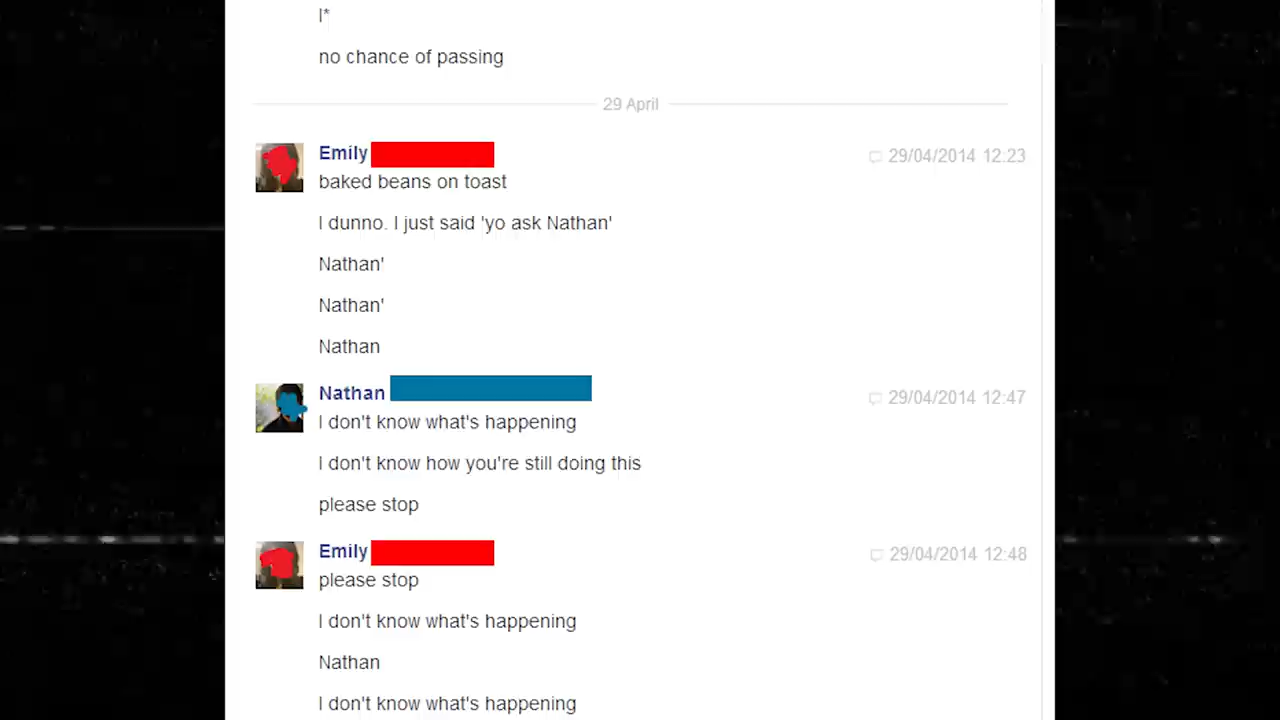 I*
no chance of passing
29 April
Emily
29/04/2014 12:23
baked beans on toast
I dunno. I just said 'yo ask Nathan'
Nathan'
Nathan'
Nathan
Nathan
29/04/2014 12:47
I don't know what's happening
I don't know how you're still doing this
please stop
Emily
29/04/2014 12:48
please stop
I don't know what's happening
Nathan
I don't know what's happening